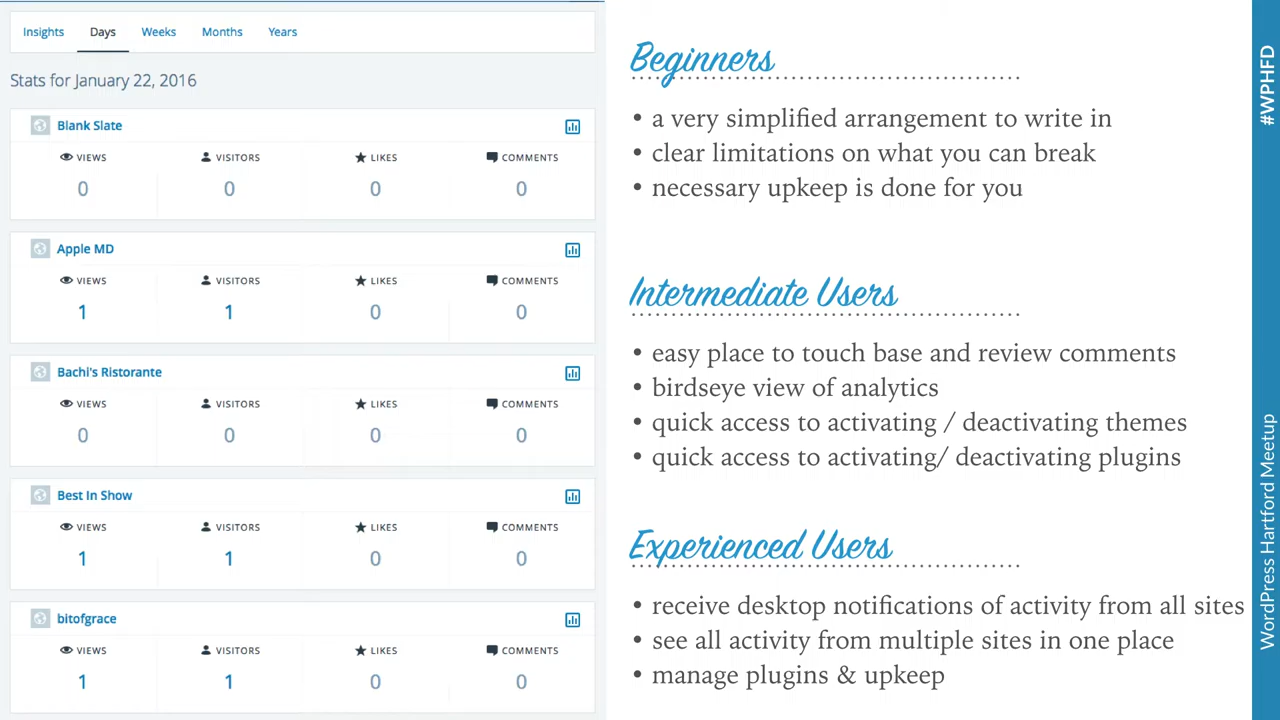 Insights Days Weeks Months Years
Stats for January 22, 2016
Blank Slate
VIEWS VISITORS LIKES COMMENTS
0 0 0 0
Apple MD
VIEWS VISITORS LIKES COMMENTS
1 1 0 0
Bachi's Ristorante
VIEWS VISITORS LIKES COMMENTS
0 0 0 0
Best In Show
VIEWS VISITORS LIKES COMMENTS
1 1 0 0
bitofgrace
VIEWS VISITORS LIKES COMMENTS
1 1 0 0
Beginners
• a very simplified arrangement to write in
• clear limitations on what you can break
• necessary upkeep is done for you
Intermediate Users
• easy place to touch base and review comments
• birdseye view of analytics
• quick access to activating / deactivating themes
• quick access to activating/ deactivating plugins
Experienced Users
• receive desktop notifications of activity from all sites
• see all activity from multiple sites in one place
• manage plugins & upkeep
#WPHFD
WordPress Hartford Meetup